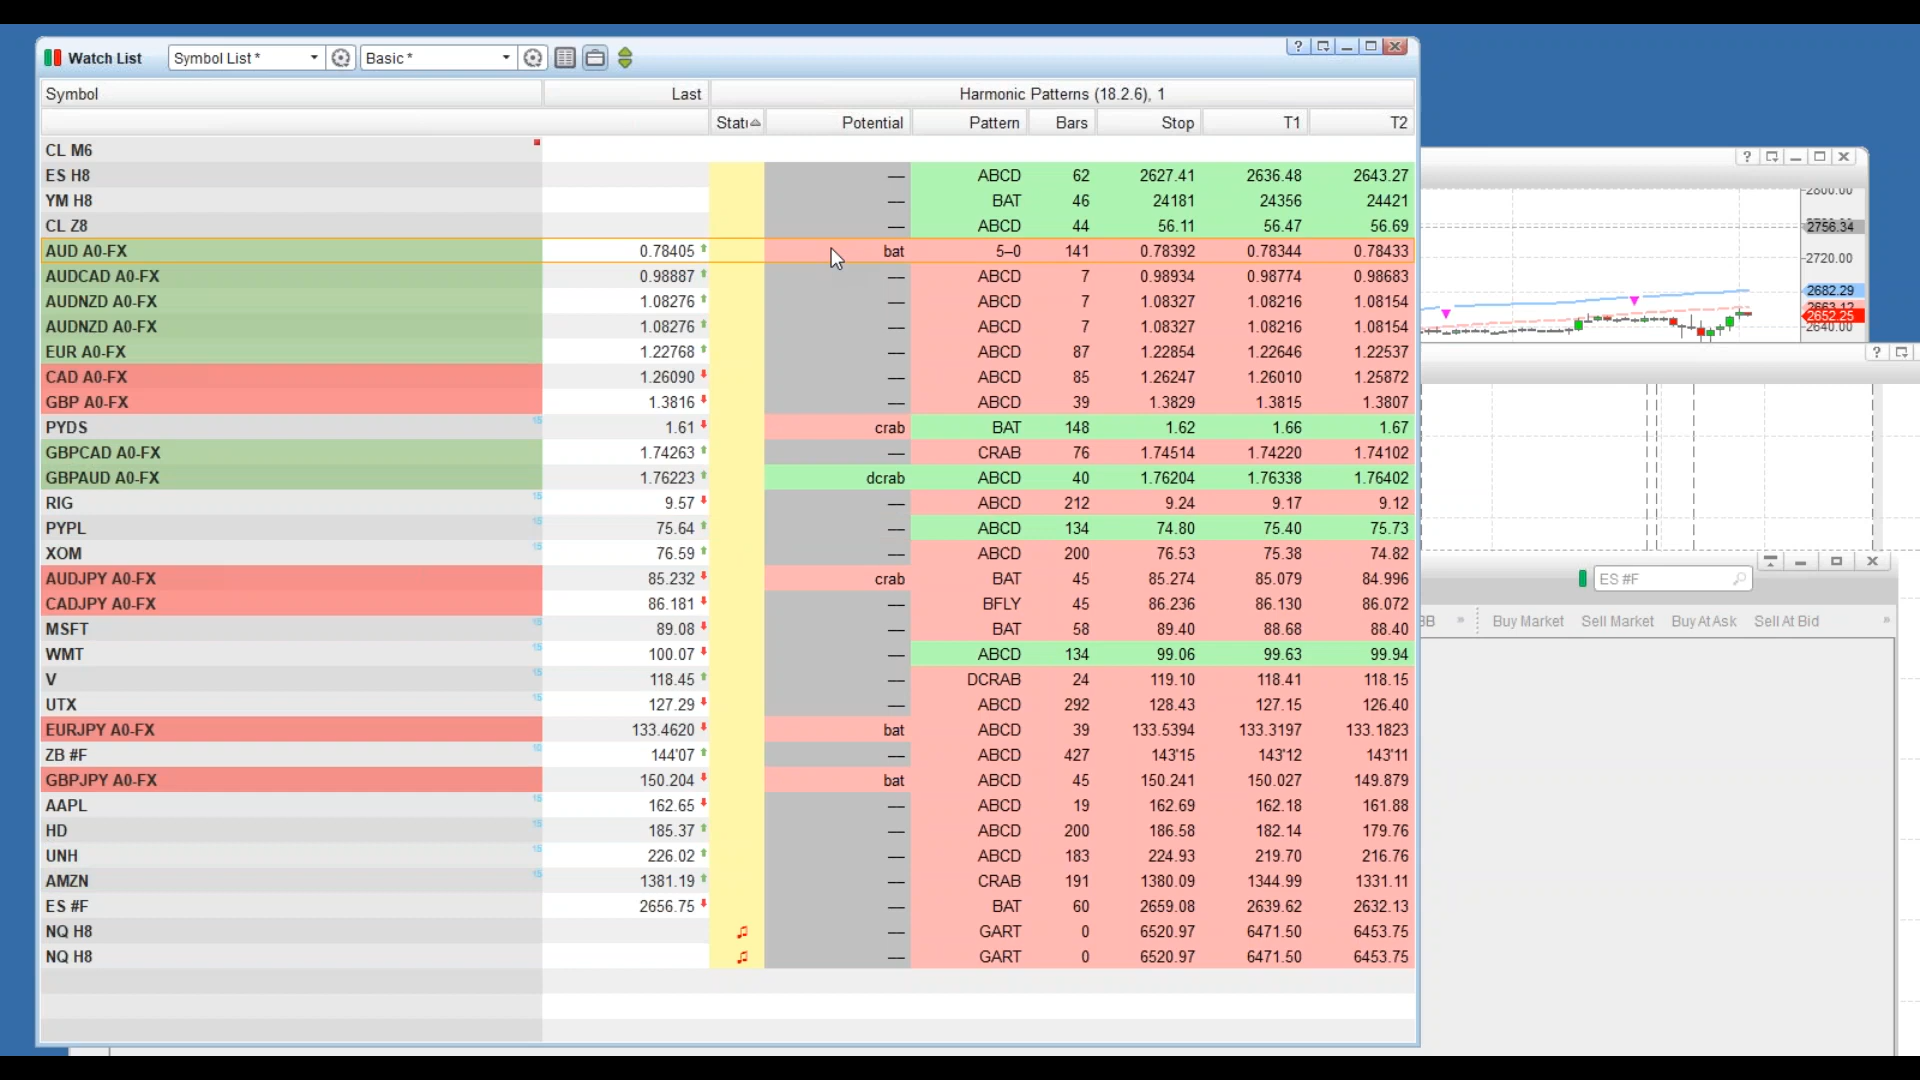 Watch List Symbol List * Basic *
Symbol Last Harmonic Patterns (18.2.6), 1
Potential Pattern Bars Stop T1 T2
CL M6
ES H8 — ABCD 62 2627.41 2636.48 2643.27
YM H8 — BAT 46 24181 24356 24421
CL Z8 — ABCD 44 56.11 56.47 56.69
AUD A0-FX 0.78405 bat 5–0 141 0.78392 0.78344 0.78433
AUDCAD A0-FX 0.98887 — ABCD 7 0.98934 0.98774 0.98683
AUDNZD A0-FX 1.08276 — ABCD 7 1.08327 1.08216 1.08154
AUDNZD A0-FX 1.08276 — ABCD 7 1.08327 1.08216 1.08154
EUR A0-FX 1.22768 — ABCD 87 1.22854 1.22646 1.22537
CAD A0-FX 1.26090 — ABCD 85 1.26247 1.26010 1.25872
GBP A0-FX 1.3816 — ABCD 39 1.3829 1.3815 1.3807
PYDS 15 1.61 crab BAT 148 1.62 1.66 1.67
GBPCAD A0-FX 1.74263 — CRAB 76 1.74514 1.74220 1.74102
GBPAUD A0-FX 1.76223 dcrab ABCD 40 1.76204 1.76338 1.76402
RIG 15 9.57 — ABCD 212 9.24 9.17 9.12
PYPL 15 75.64 — ABCD 134 74.80 75.40 75.73
XOM 15 76.59 — ABCD 200 76.53 75.38 74.82
AUDJPY A0-FX 85.232 crab BAT 45 85.274 85.079 84.996
CADJPY A0-FX 86.181 — BFLY 45 86.236 86.130 86.072
MSFT 15 89.08 — BAT 58 89.40 88.68 88.40
WMT 15 100.07 — ABCD 134 99.06 99.63 99.94
V 15 118.45 — DCRAB 24 119.10 118.41 118.15
UTX 15 127.29 — ABCD 292 128.43 127.15 126.40
EURJPY A0-FX 133.4620 bat ABCD 39 133.5394 133.3197 133.1823
ZB #F 144'07 — ABCD 427 143'15 143'12 143'11
GBPJPY A0-FX 150.204 bat ABCD 45 150.241 150.027 149.879
AAPL 15 162.65 — ABCD 19 162.69 162.18 161.88
HD 15 185.37 — ABCD 200 186.58 182.14 179.76
UNH 15 226.02 — ABCD 183 224.93 219.70 216.76
AMZN 15 1381.19 — CRAB 191 1380.09 1344.99 1331.11
ES #F 2656.75 — BAT 60 2659.08 2639.62 2632.13
NQ H8 — GART 0 6520.97 6471.50 6453.75
NQ H8 — GART 0 6520.97 6471.50 6453.75
2800.00
2756.34
2720.00
2682.29
2652.25
2640.00
ES #F
Buy Market Sell Market Buy At Ask Sell At Bid